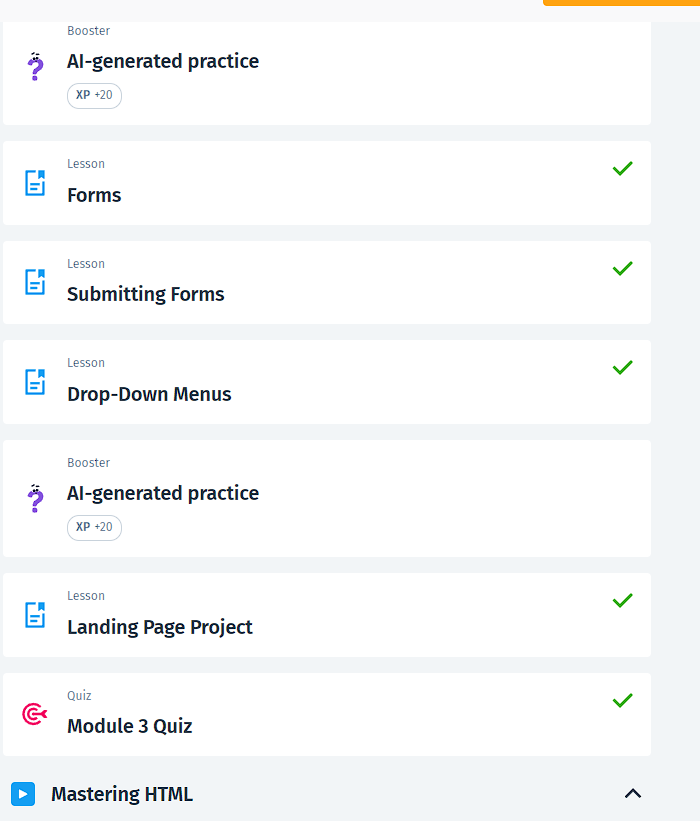 Booster
AI-generated practice
XP +20
Lesson
Forms
Lesson
Submitting Forms
Lesson
Drop-Down Menus
Booster
AI-generated practice
XP +20
Lesson
Landing Page Project
Quiz
Module 3 Quiz
Mastering HTML